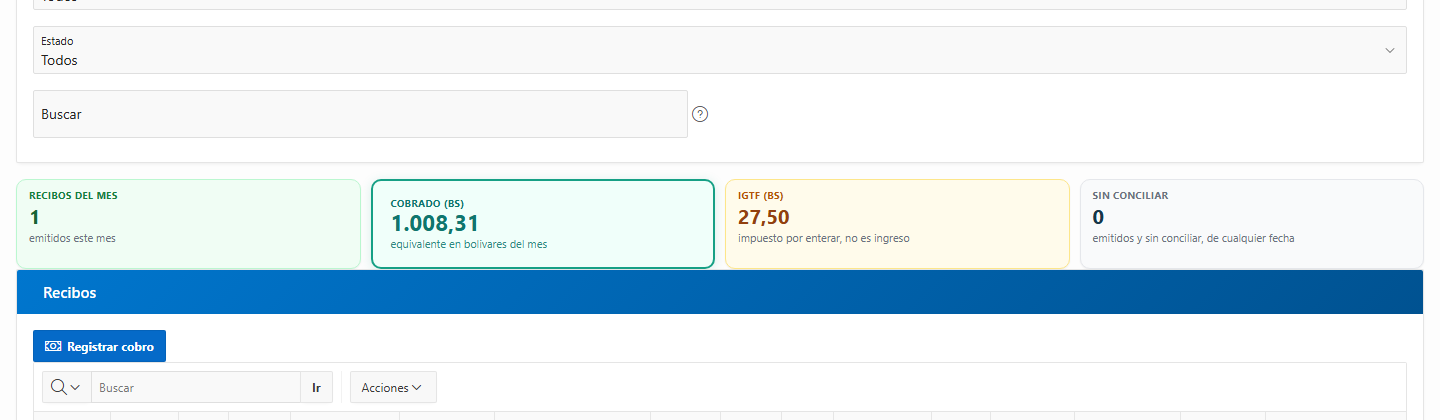 Estado
Todos
Buscar
RECIBOS DEL MES
1
emitidos este mes
COBRADO (BS)
1.008,31
equivalente en bolívares del mes
IGTF (BS)
27,50
impuesto por enterar, no es ingreso
SIN CONCILIAR
0
emitidos y sin conciliar, de cualquier fecha
Recibos
Registrar cobro
Buscar
Ir
Acciones